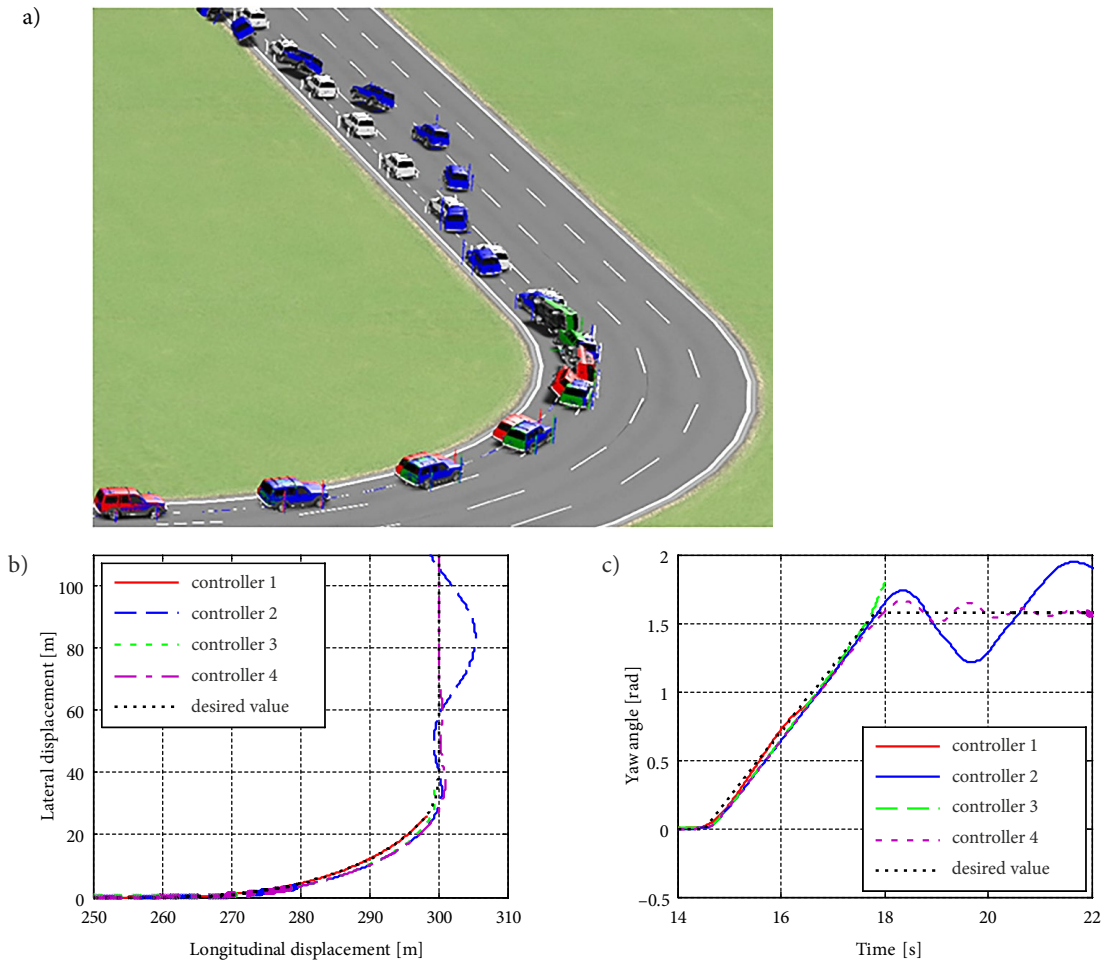 a)
b)
controller 1
controller 2
controller 3
controller 4
desired value
Lateral displacement [m]
100
80
60
40
20
0
250
260
270
280
290
300
310
Longitudinal displacement [m]
c)
Yaw angle [rad]
2
1.5
1
0.5
0
−0.5
controller 1
controller 2
controller 3
controller 4
desired value
14
16
18
20
22
Time [s]